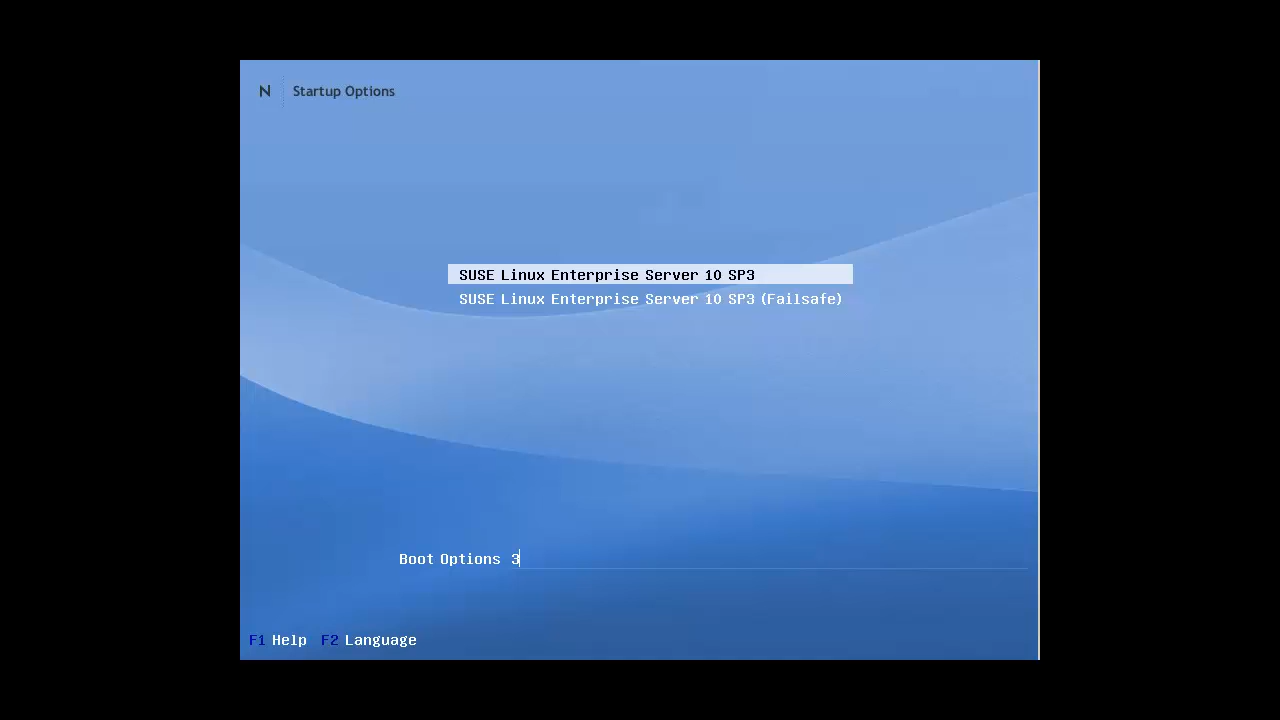 N Startup Options
SUSE Linux Enterprise Server 10 SP3
SUSE Linux Enterprise Server 10 SP3 (Failsafe)
Boot Options 3
F1 Help F2 Language